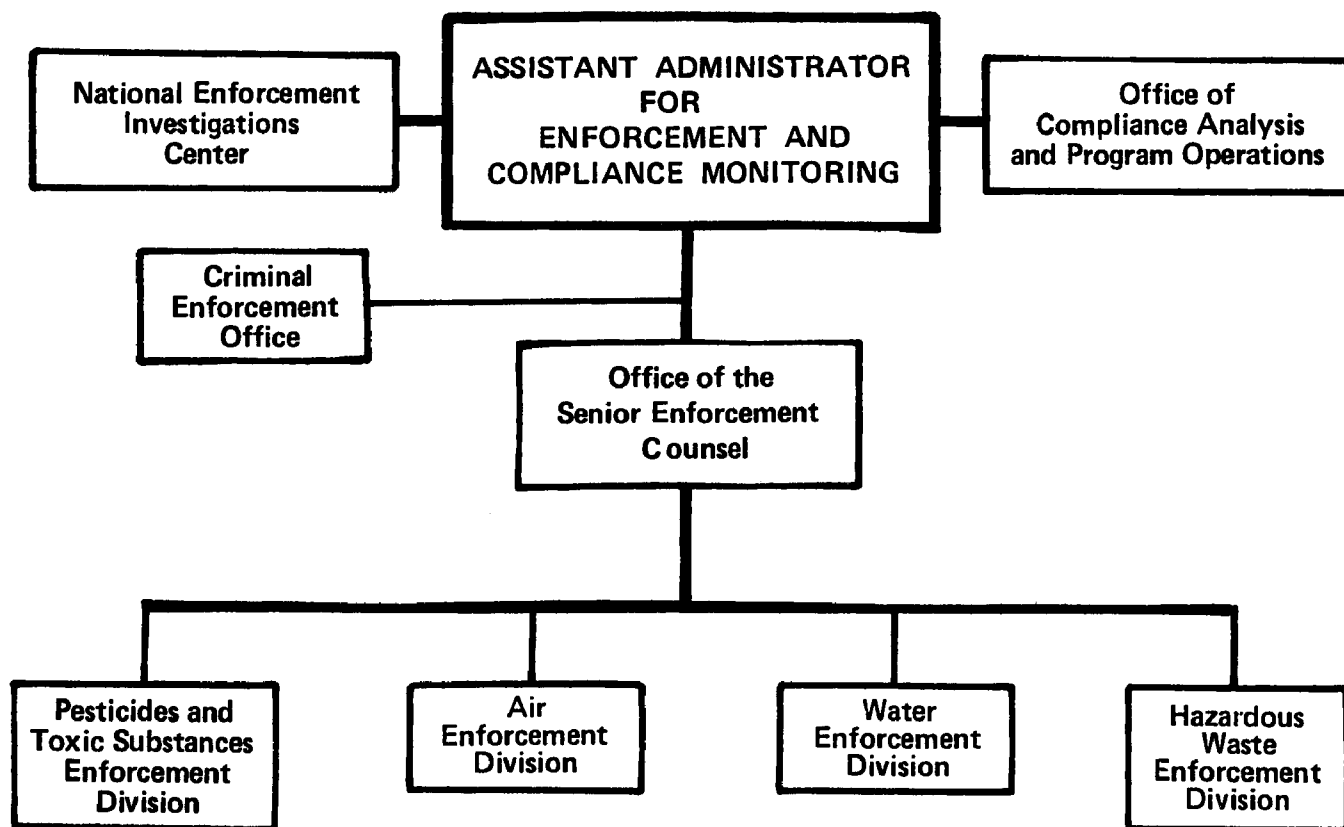 National Enforcement
Investigations
Center
ASSISTANT ADMINISTRATOR
FOR
ENFORCEMENT AND
COMPLIANCE MONITORING
Office of
Compliance Analysis
and Program Operations
Criminal
Enforcement
Office
Office of the
Senior Enforcement
Counsel
Pesticides and
Toxic Substances
Enforcement
Division
Air
Enforcement
Division
Water
Enforcement
Division
Hazardous
Waste
Enforcement
Division